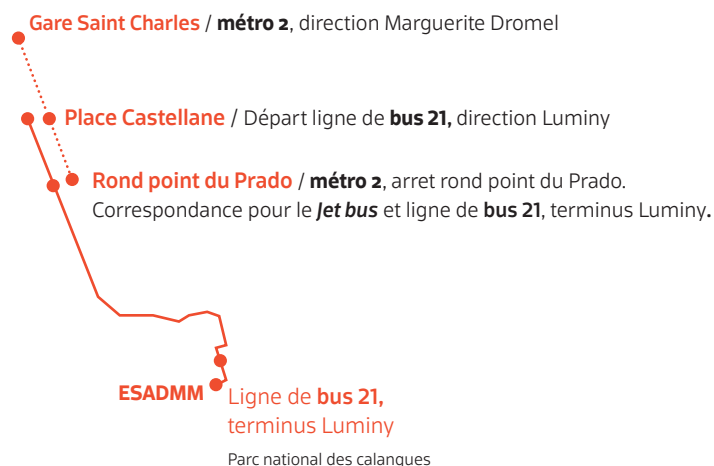 Gare Saint Charles / métro 2, direction Marguerite Dromel
Place Castellane / Départ ligne de bus 21, direction Luminy
Rond point du Prado / métro 2, arret rond point du Prado.
Correspondance pour le Jet bus et ligne de bus 21, terminus Luminy.
ESADMM
Ligne de bus 21,
terminus Luminy
Parc national des calanques